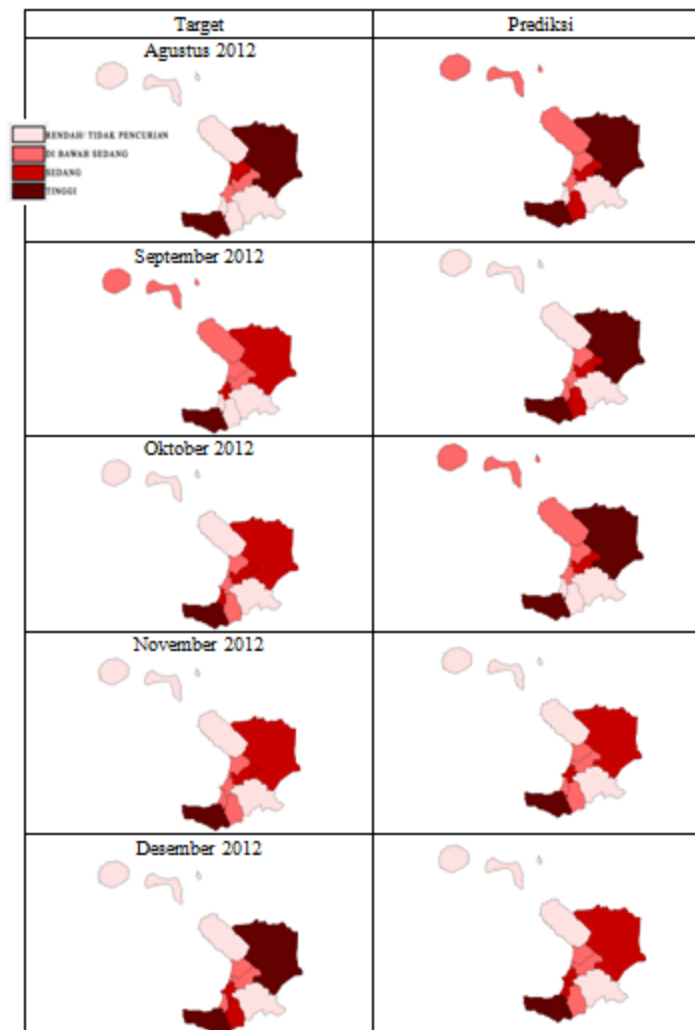 Target
Prediksi
Agustus 2012
RENDAH/ TIDAK PENCURIAN
DI BAWAH SEDANG
SEDANG
TINGGI
September 2012
Oktober 2012
November 2012
Desember 2012